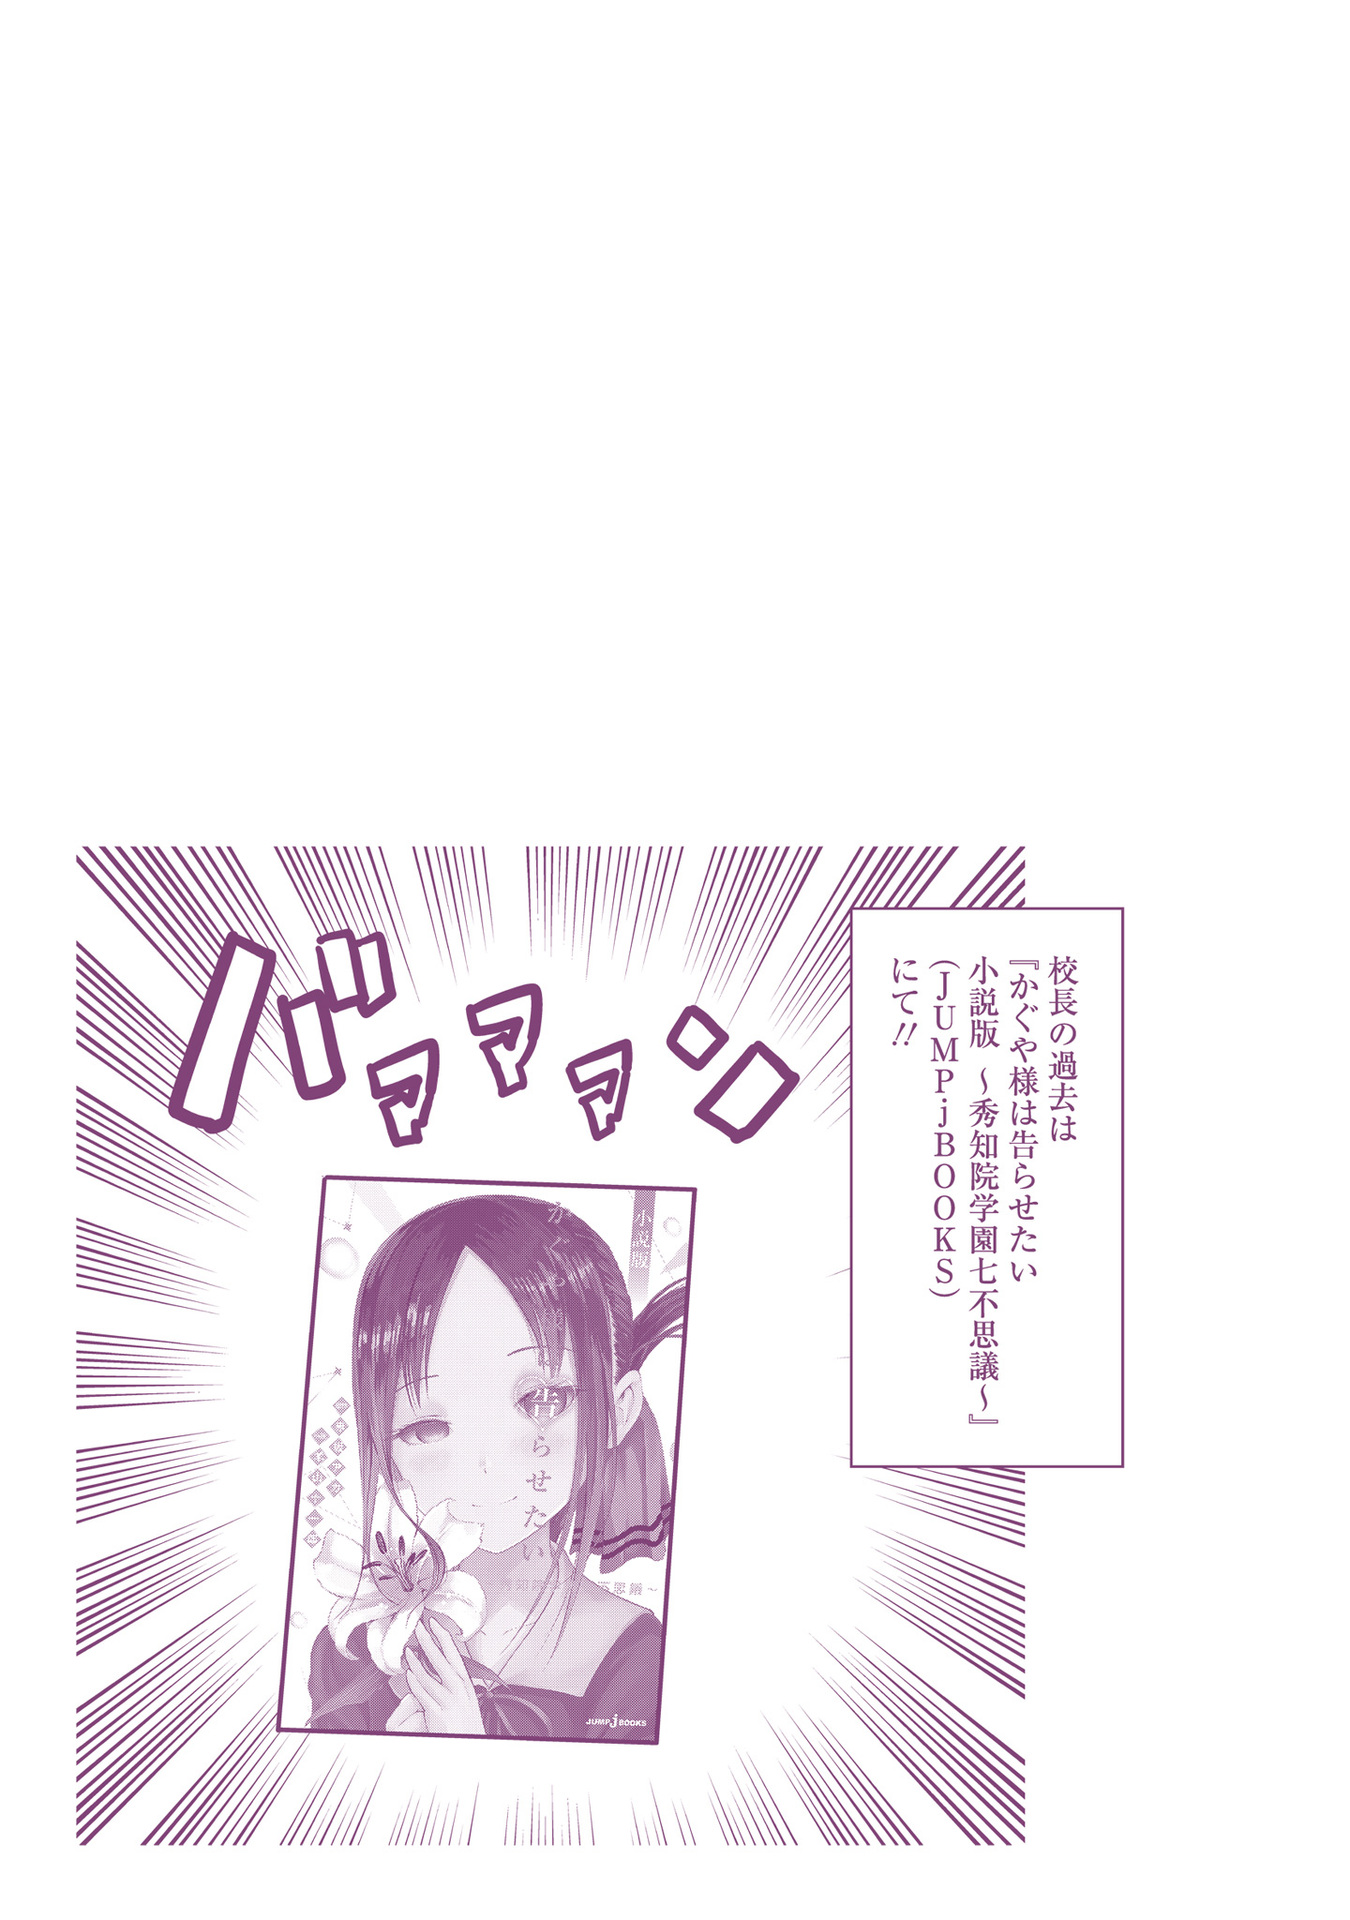 校長の過去は
『かぐや様は告らせたい
小説版 ～秀知院学園七不思議～』
（JUMP j BOOKS）
にて!!
バァァァン
小説版
かぐや様は告らせたい
JUMP j BOOKS